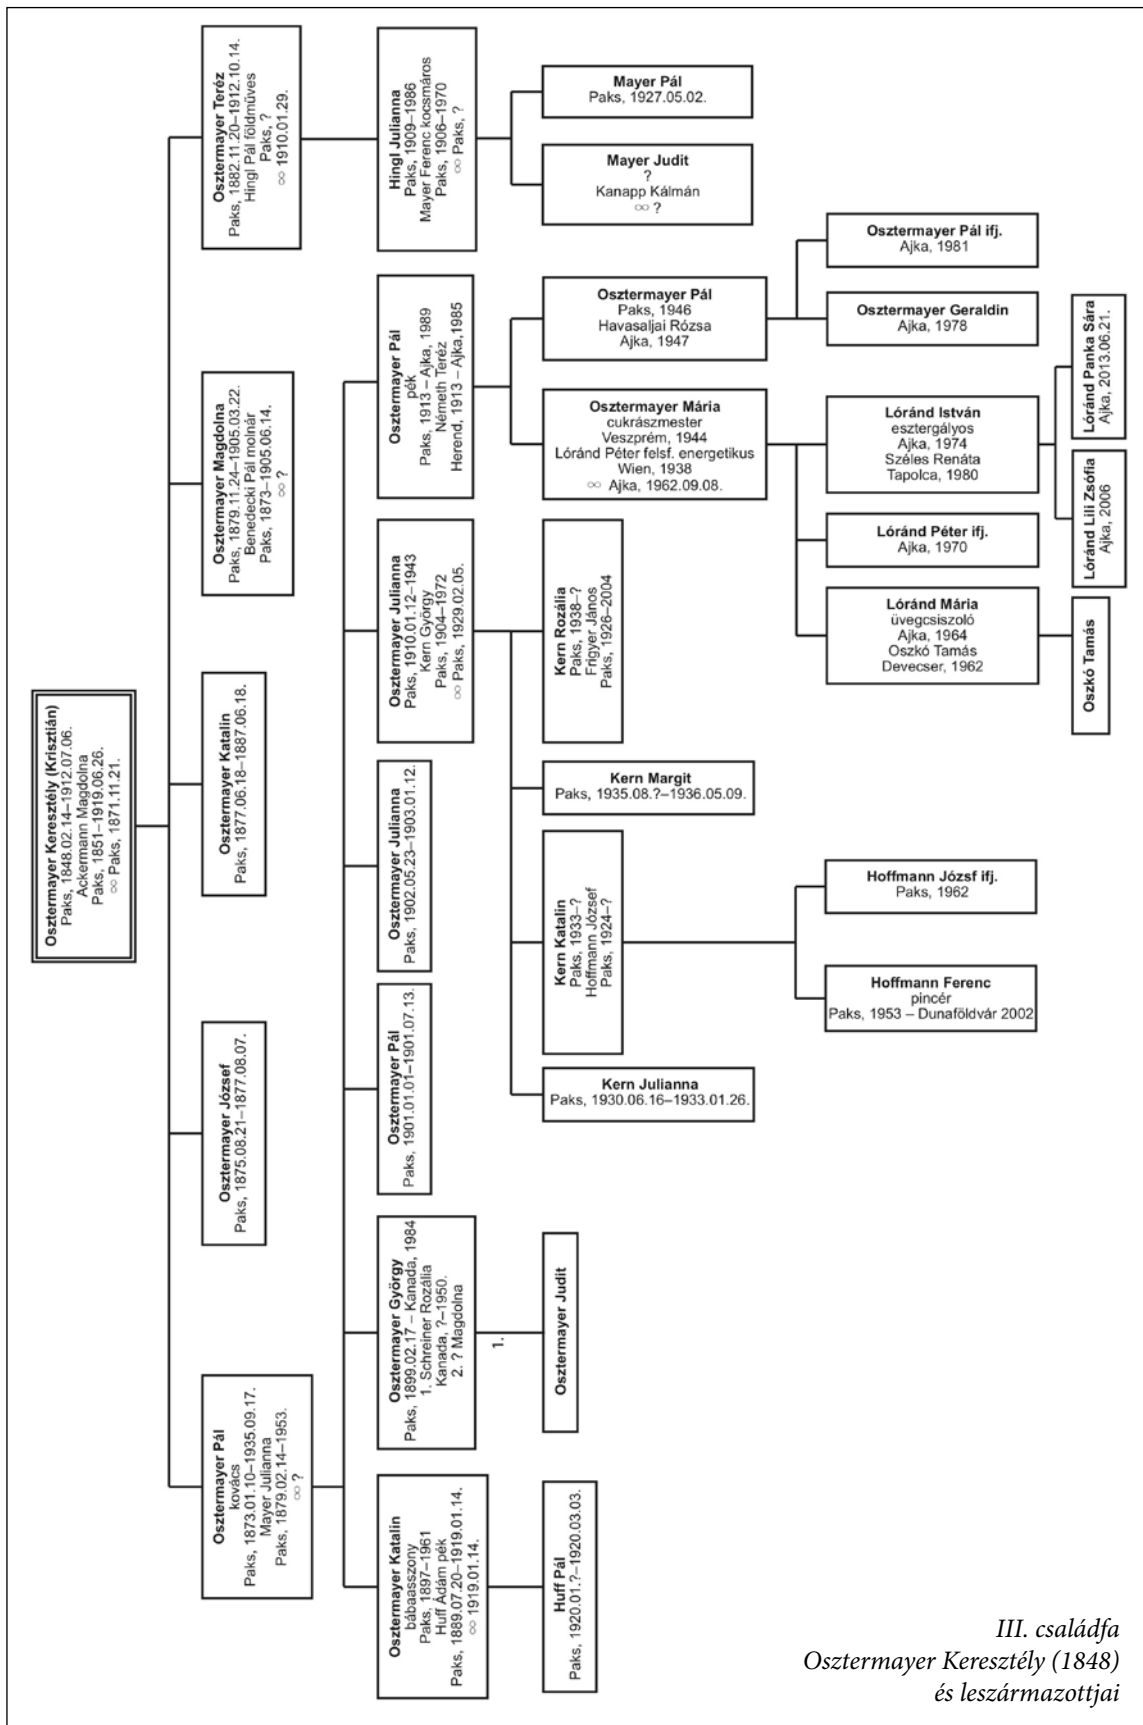 Osztermayer Keresztély (Krisztián)
Paks, 1848.02.14–1912.07.06.
Ackermann Magdolna
Paks, 1851–1919.06.26.
∞ Paks, 1871.11.21.
Osztermayer Pál
kovács
Paks, 1873.01.10–1935.09.17.
Mayer Julianna
Paks, 1879.02.14–1953.
∞ ?
Osztermayer József
Paks, 1875.08.21–1877.08.07.
Osztermayer Katalin
Paks, 1877.06.18–1887.06.18.
Osztermayer Magdolna
Paks, 1879.11.24–1905.03.22.
Benedecki Pál molnár
Paks, 1873–1905.06.14.
∞ ?
Osztermayer Teréz
Paks, 1882.11.20–1912.10.14.
Hingl Pál földműves
Paks, ?
∞ 1910.01.29.
Osztermayer Katalin
bábaasszony
Paks, 1897–1961
Huff Ádám pék
Paks, 1889.07.20–1919.01.14.
∞ 1919.01.14.
Osztermayer György
Paks, 1899.02.17 – Kanada, 1984
1. Schreiner Rozália
Kanada, ?–1950.
2. ? Magdolna
Osztermayer Pál
Paks, 1901.01.01–1901.07.13.
Osztermayer Julianna
Paks, 1902.05.23–1903.01.12.
Osztermayer Julianna
Paks, 1910.01.12–1943
Kern György
Paks, 1904–1972
∞ Paks, 1929.02.05.
Osztermayer Pál
pék
Paks, 1913 – Ajka, 1989
Németh Teréz
Herend, 1913 – Ajka,1985
Hingl Julianna
Paks, 1909–1986
Mayer Ferenc kocsmáros
Paks, 1906–1970
∞ Paks, ?
Huff Pál
Paks, 1920.01.?–1920.03.03.
1.
Osztermayer Judit
Kern Julianna
Paks, 1930.06.16–1933.01.26.
Kern Katalin
Paks, 1933–?
Hoffmann József
Paks, 1924–?
Kern Margit
Paks, 1935.08.?–1936.05.09.
Kern Rozália
Paks, 1938–?
Frigyer János
Paks, 1926–2004
Osztermayer Mária
cukrászmester
Veszprém, 1944
Lóránd Péter felsf. energetikus
Wien, 1938
∞ Ajka, 1962.09.08.
Osztermayer Pál
Paks, 1946
Havasaljai Rózsa
Ajka, 1947
Mayer Judit
?
Kanapp Kálmán
∞ ?
Mayer Pál
Paks, 1927.05.02.
Hoffmann Ferenc
pincér
Paks, 1953 – Dunaföldvár 2002
Hoffmann Józsf ifj.
Paks, 1962
Lóránd Mária
üvegcsiszoló
Ajka, 1964
Oszkó Tamás
Devecser, 1962
Lóránd Péter ifj.
Ajka, 1970
Lóránd István
esztergályos
Ajka, 1974
Széles Renáta
Tapolca, 1980
Osztermayer Geraldin
Ajka, 1978
Osztermayer Pál ifj.
Ajka, 1981
Oszkó Tamás
Lóránd Lili Zsófia
Ajka, 2006
Lóránd Panka Sára
Ajka, 2013.06.21.
III. családfa
Osztermayer Keresztély (1848)
és leszármazottjai